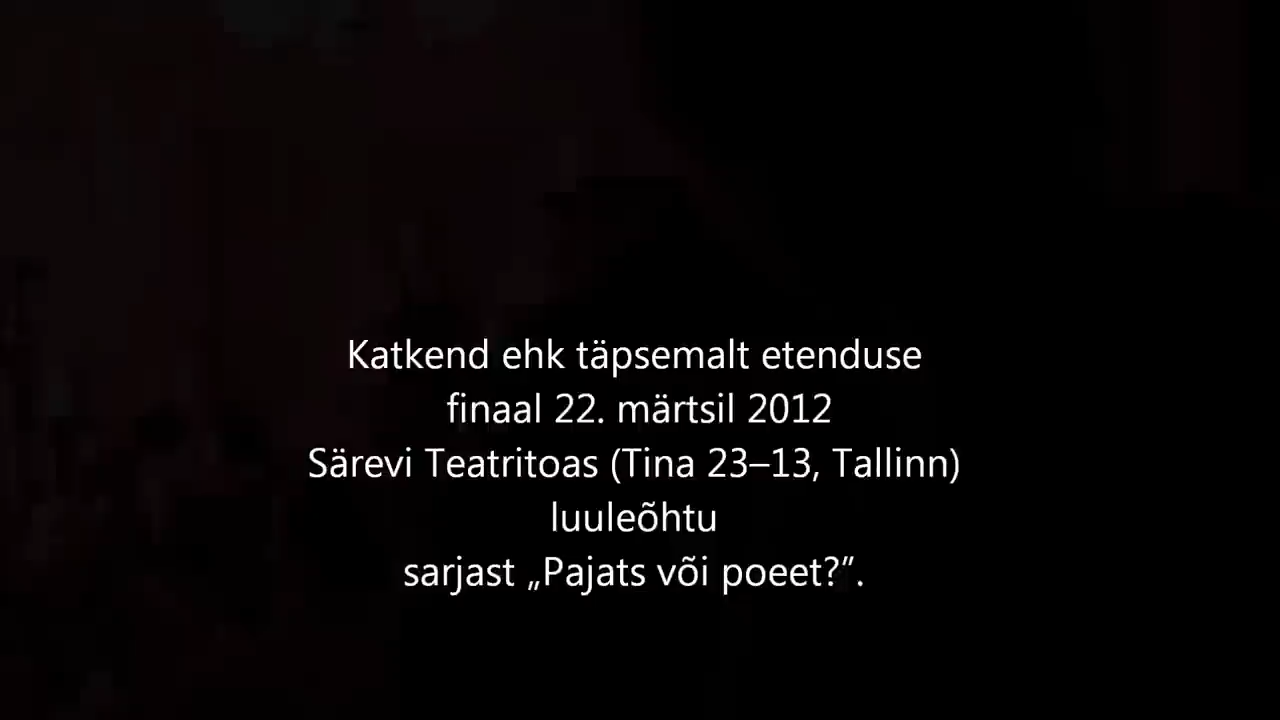 Katkend ehk täpsemalt etenduse
finaal 22. märtsil 2012
Särevi Teatritoas (Tina 23–13, Tallinn)
luuleõhtu
sarjast „Pajats või poeet?”.